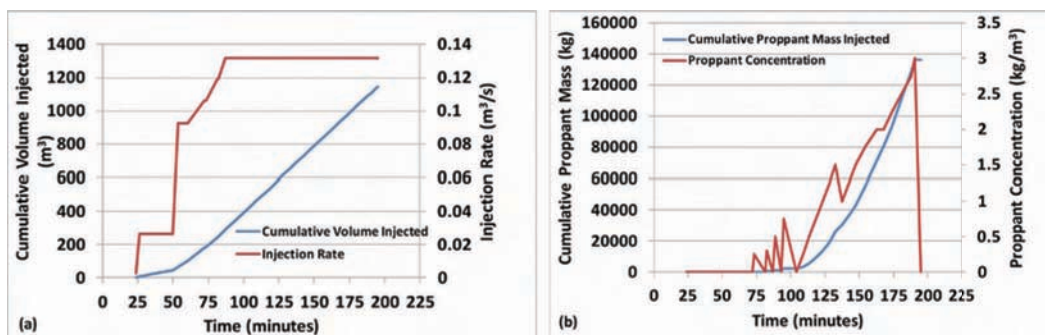 Cumulative Volume Injected
(m³)
1400
1200
1000
800
600
400
200
0
0.14
0.12
0.1
0.08
0.06
0.04
0.02
0
Injection Rate (m³/s)
Cumulative Volume Injected
Injection Rate
0 25 50 75 100 125 150 175 200 225
(a) Time (minutes)
Cumulative Proppant Mass (kg)
160000
140000
120000
100000
80000
60000
40000
20000
0
3.5
3
2.5
2
1.5
1
0.5
0
Proppant Concentration (kg/m³)
Cumulative Proppant Mass Injected
Proppant Concentration
0 25 50 75 100 125 150 175 200 225
(b) Time (minutes)